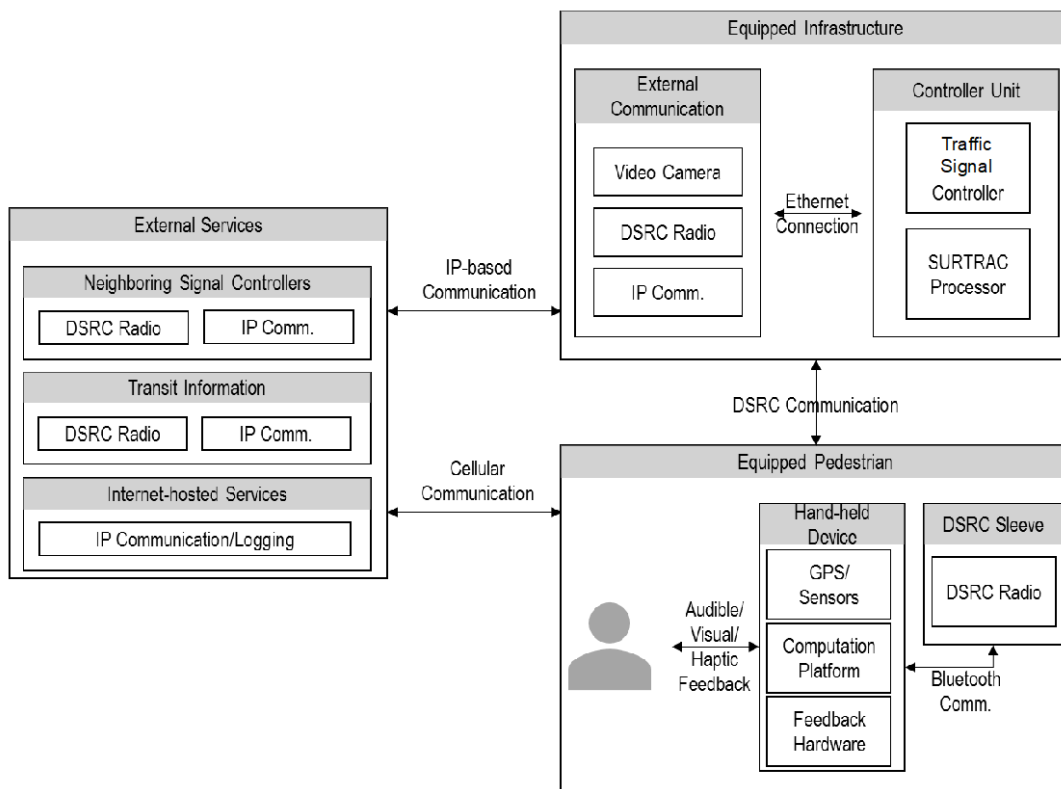 Equipped Infrastructure
External
Communication
Video Camera
DSRC Radio
IP Comm.
Ethernet
Connection
Controller Unit
Traffic
Signal
Controller
SURTRAC
Processor
External Services
Neighboring Signal Controllers
DSRC Radio
IP Comm.
Transit Information
DSRC Radio
IP Comm.
Internet-hosted Services
IP Communication/Logging
IP-based
Communication
Cellular
Communication
DSRC Communication
Equipped Pedestrian
Audible/
Visual/
Haptic
Feedback
Hand-held
Device
GPS/
Sensors
Computation
Platform
Feedback
Hardware
DSRC Sleeve
DSRC Radio
Bluetooth
Comm.